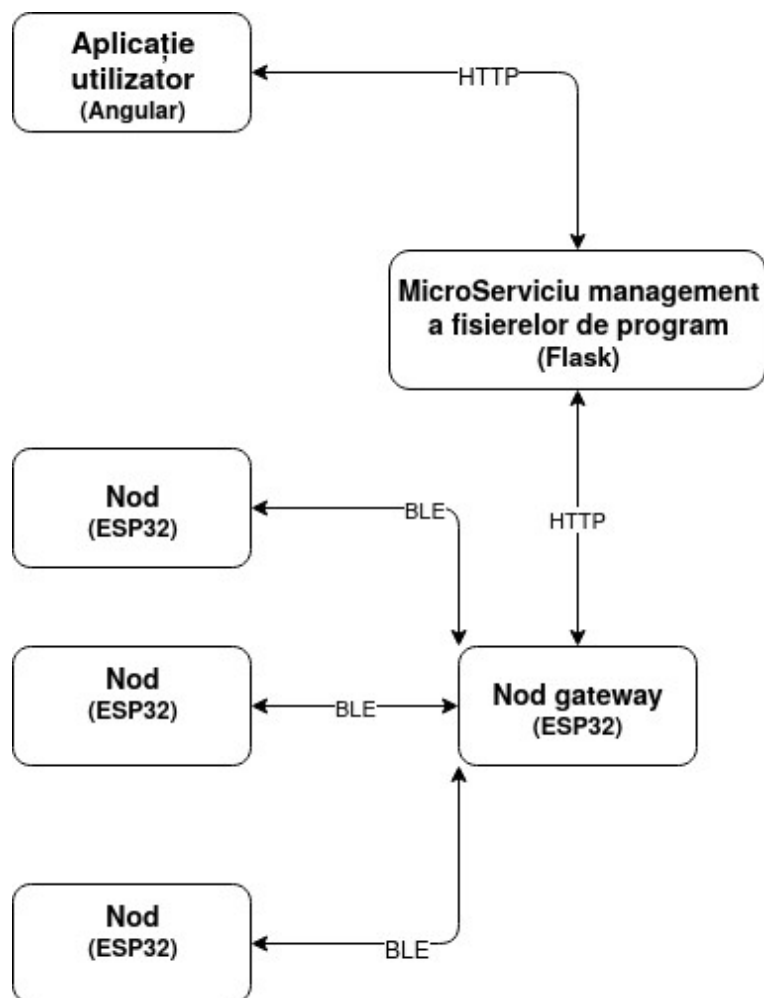 Aplicație
utilizator
(Angular)
HTTP
MicroServiciu management
a fisierelor de program
(Flask)
Nod
(ESP32)
BLE
HTTP
Nod
(ESP32)
BLE
Nod gateway
(ESP32)
Nod
(ESP32)
BLE